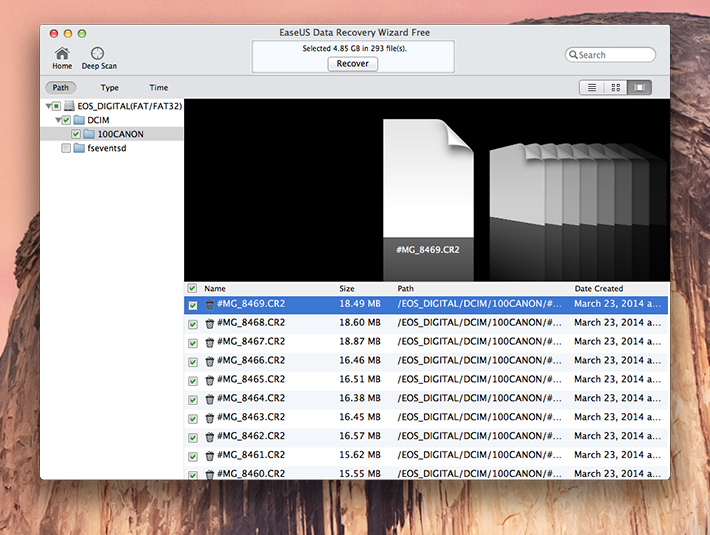 EaseUS Data Recovery Wizard Free
Home
Deep Scan
Selected 4.85 GB in 293 file(s).
Recover
Search
Path Type Time
EOS_DIGITAL(FAT/FAT32)
DCIM
100CANON
fseventsd
#MG_8469.CR2
Name Size Path Date Created
#MG_8469.CR2 18.49 MB /EOS_DIGITAL/DCIM/100CANON/#... March 23, 2014 a...
#MG_8468.CR2 18.60 MB /EOS_DIGITAL/DCIM/100CANON/#... March 23, 2014 a...
#MG_8467.CR2 18.87 MB /EOS_DIGITAL/DCIM/100CANON/#... March 23, 2014 a...
#MG_8466.CR2 16.46 MB /EOS_DIGITAL/DCIM/100CANON/#... March 23, 2014 a...
#MG_8465.CR2 16.51 MB /EOS_DIGITAL/DCIM/100CANON/#... March 23, 2014 a...
#MG_8464.CR2 16.38 MB /EOS_DIGITAL/DCIM/100CANON/#... March 23, 2014 a...
#MG_8463.CR2 16.45 MB /EOS_DIGITAL/DCIM/100CANON/#... March 23, 2014 a...
#MG_8462.CR2 16.57 MB /EOS_DIGITAL/DCIM/100CANON/#... March 23, 2014 a...
#MG_8461.CR2 15.62 MB /EOS_DIGITAL/DCIM/100CANON/#... March 23, 2014 a...
#MG_8460.CR2 15.55 MB /EOS_DIGITAL/DCIM/100CANON/#... March 23, 2014 a...